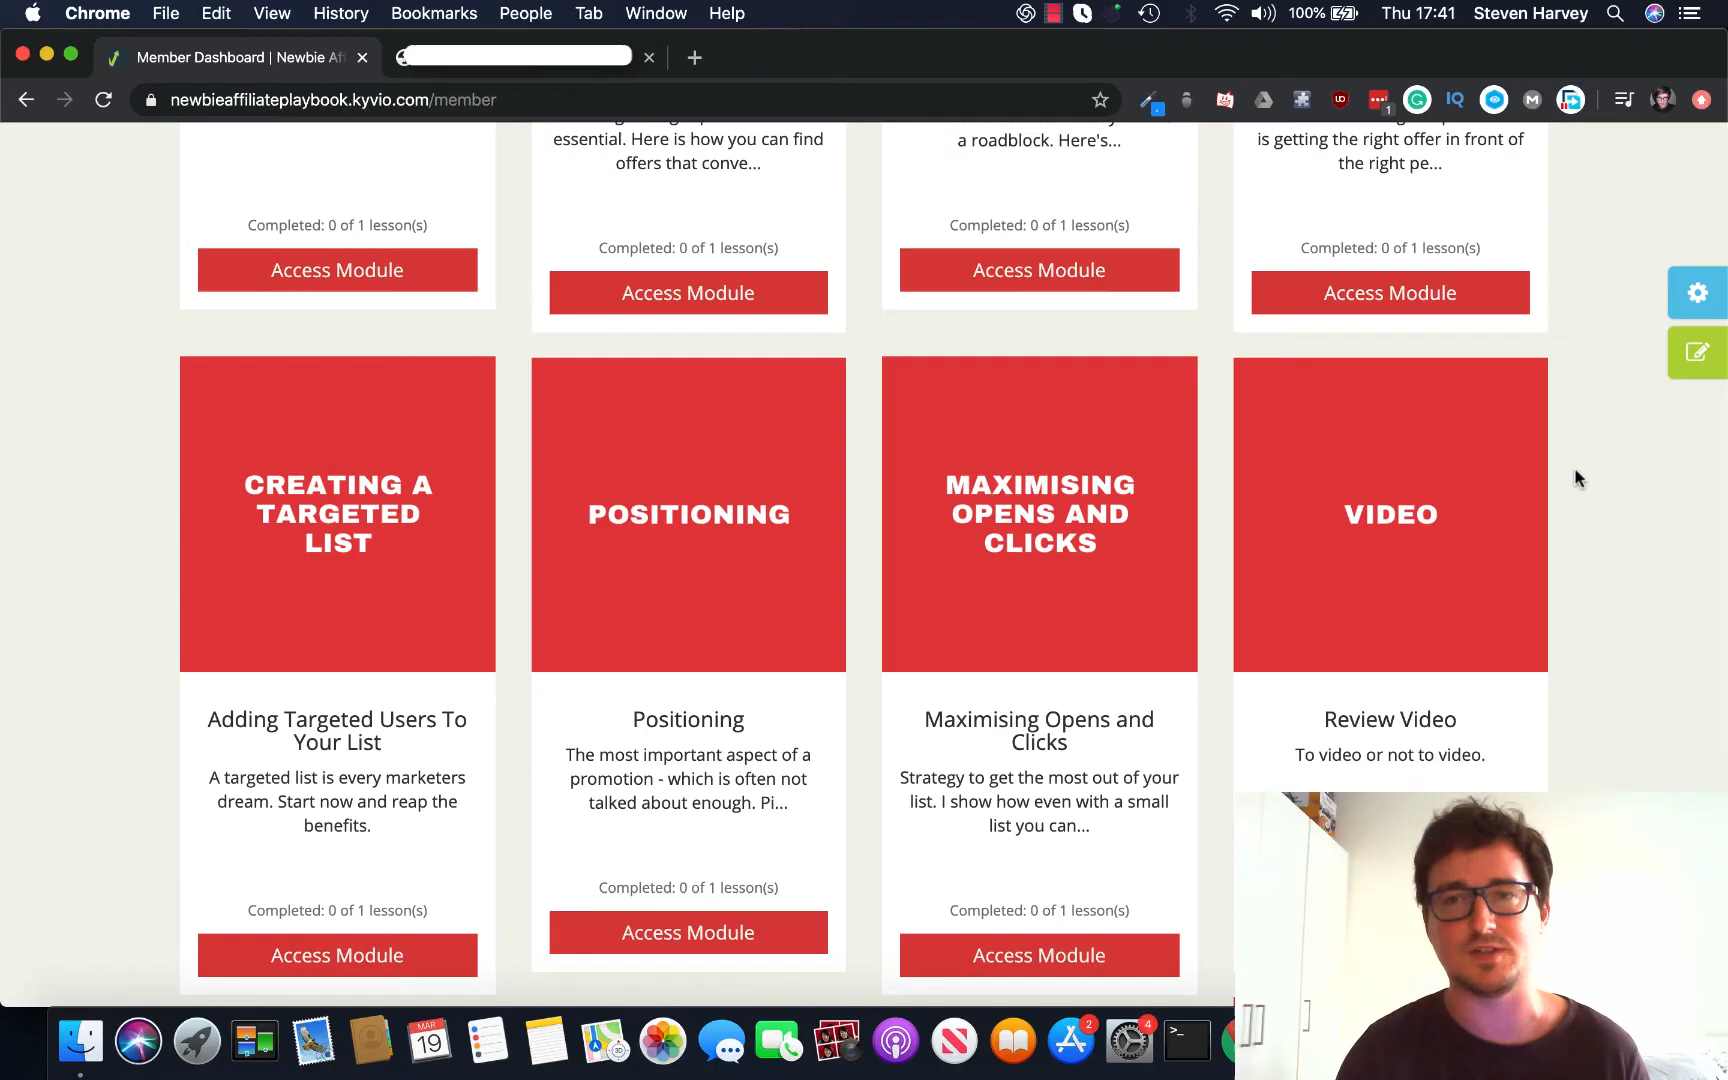 Chrome File Edit View History Bookmarks People Tab Window Help 100% Thu 17:41 Steven Harvey
Member Dashboard | Newbie Af
newbieaffiliateplaybook.kyvio.com/member
essential. Here is how you can find
offers that conve...
a roadblock. Here's...
is getting the right offer in front of
the right pe...
Completed: 0 of 1 lesson(s)
Completed: 0 of 1 lesson(s)
Completed: 0 of 1 lesson(s)
Completed: 0 of 1 lesson(s)
Access Module
Access Module
Access Module
Access Module
CREATING A
TARGETED
LIST
POSITIONING
MAXIMISING
OPENS AND
CLICKS
VIDEO
Adding Targeted Users To
Your List
A targeted list is every marketers
dream. Start now and reap the
benefits.
Completed: 0 of 1 lesson(s)
Access Module
Positioning
The most important aspect of a
promotion - which is often not
talked about enough. Pi...
Completed: 0 of 1 lesson(s)
Access Module
Maximising Opens and
Clicks
Strategy to get the most out of your
list. I show how even with a small
list you can...
Completed: 0 of 1 lesson(s)
Access Module
Review Video
To video or not to video.
MAR
19
3D
2
4